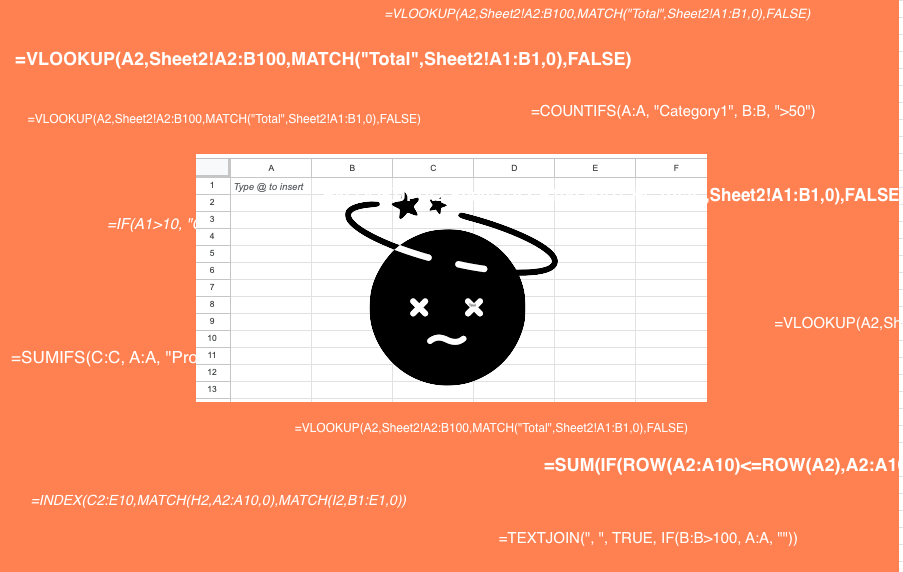 =VLOOKUP(A2,Sheet2!A2:B100,MATCH("Total",Sheet2!A1:B1,0),FALSE)
=VLOOKUP(A2,Sheet2!A2:B100,MATCH("Total",Sheet2!A1:B1,0),FALSE)
=VLOOKUP(A2,Sheet2!A2:B100,MATCH("Total",Sheet2!A1:B1,0),FALSE)
=COUNTIFS(A:A, "Category1", B:B, ">50")
A B C D E F
1 Type @ to insert
,Sheet2!A1:B1,0),FALSE
2
3
=IF(A1>10, "
4
5
6
7
8
9
=VLOOKUP(A2,Sh
10
11
=SUMIFS(C:C, A:A, "Pro
12
13
=VLOOKUP(A2,Sheet2!A2:B100,MATCH("Total",Sheet2!A1:B1,0),FALSE)
=SUM(IF(ROW(A2:A10)<=ROW(A2),A2:A10
=INDEX(C2:E10,MATCH(H2,A2:A10,0),MATCH(I2,B1:E1,0))
=TEXTJOIN(", ", TRUE, IF(B:B>100, A:A, ""))